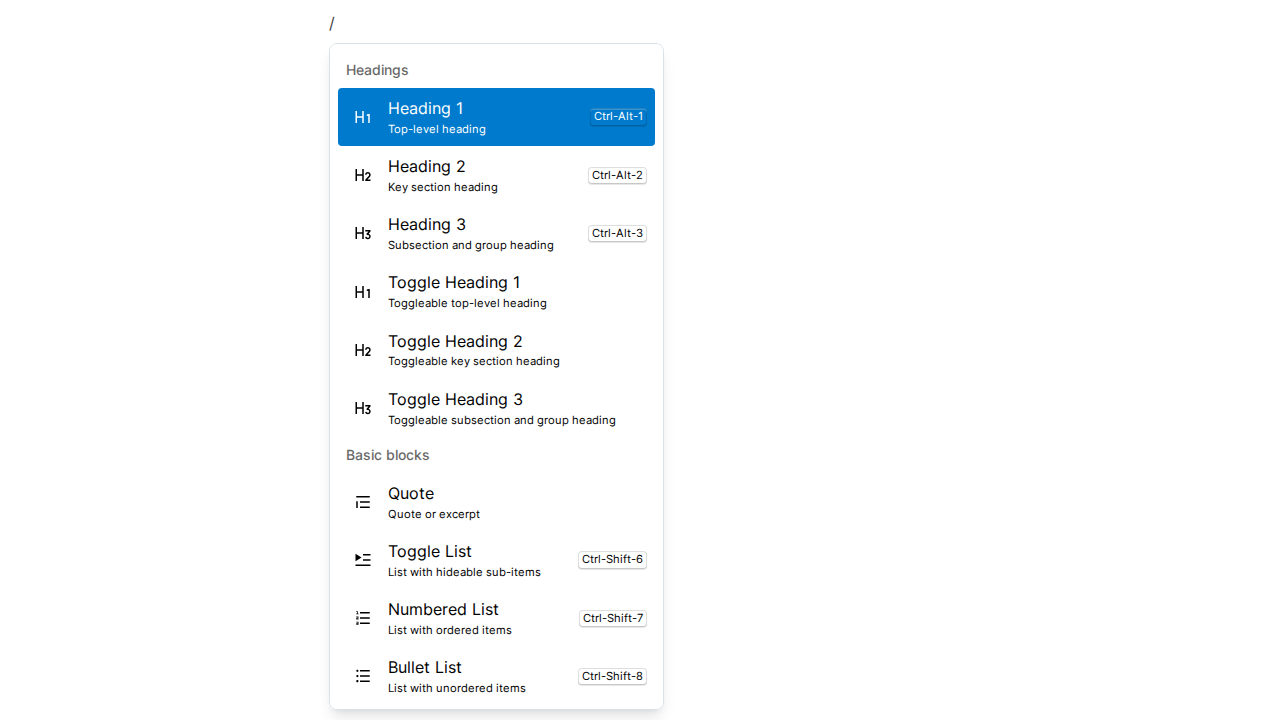 /
Headings
H1 Heading 1 Ctrl-Alt-1
Top-level heading
H2 Heading 2 Ctrl-Alt-2
Key section heading
H3 Heading 3 Ctrl-Alt-3
Subsection and group heading
H1 Toggle Heading 1
Toggleable top-level heading
H2 Toggle Heading 2
Toggleable key section heading
H3 Toggle Heading 3
Toggleable subsection and group heading
Basic blocks
Quote
Quote or excerpt
Toggle List Ctrl-Shift-6
List with hideable sub-items
Numbered List Ctrl-Shift-7
List with ordered items
Bullet List Ctrl-Shift-8
List with unordered items